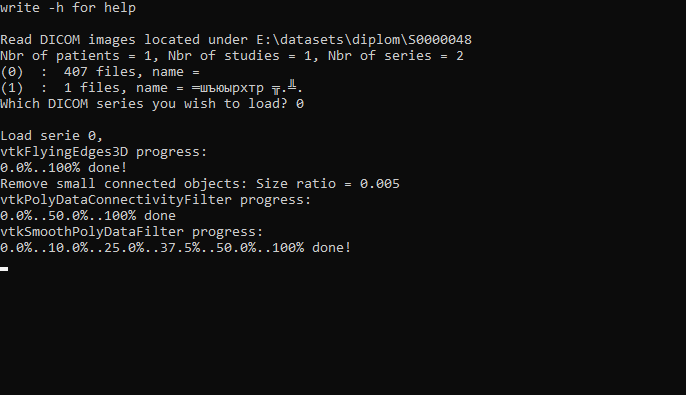 write -h for help
Read DICOM images located under E:\datasets\diplom\S0000048
Nbr of patients = 1, Nbr of studies = 1, Nbr of series = 2
(0)  :  407 files, name =
(1)  :  1 files, name = ═шъюырхтр ╦.╩.
Which DICOM series you wish to load? 0
Load serie 0,
vtkFlyingEdges3D progress:
0.0%..100% done!
Remove small connected objects: Size ratio = 0.005
vtkPolyDataConnectivityFilter progress:
0.0%..50.0%..100% done
vtkSmoothPolyDataFilter progress:
0.0%..10.0%..25.0%..37.5%..50.0%..100% done!